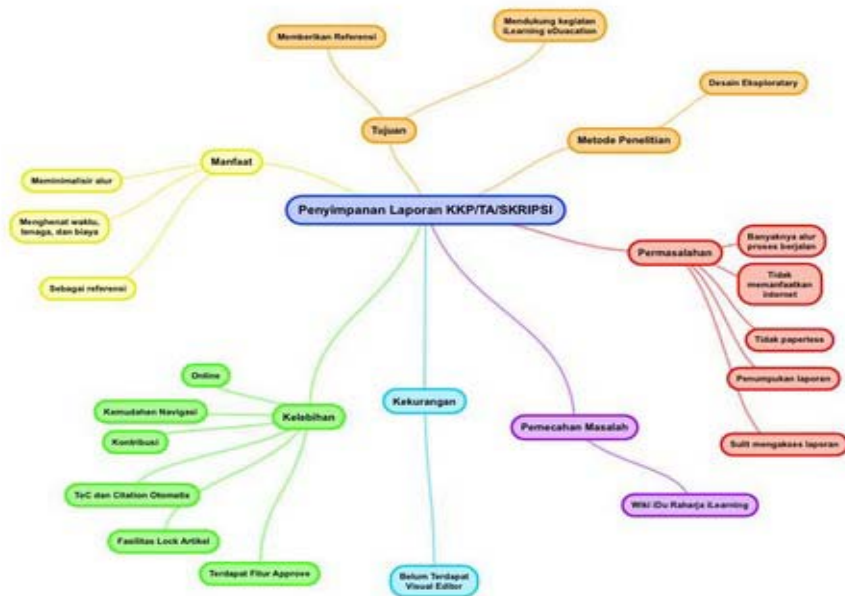 Memberikan Referensi
Mendukung kegiatan
iLearning eDuacation
Tujuan
Desain Eksploratary
Metode Penelitian
Manfaat
Meminimalisir alur
Menghenat waktu,
tenaga, dan biaya
Sebagai referensi
Penyimpanan Laporan KKP/TA/SKRIPSI
Permasalahan
Banyaknya alur
proses berjalan
Tidak
memanfaatkan
internet
Tidak paperless
Penumpukan laporan
Sulit mengakses laporan
Kelebihan
Online
Kemudahan Navigasi
Kontribusi
ToC dan Citation Otomatis
Fasilitas Lock Artikel
Terdapat Fitur Approve
Kekurangan
Belum Terdapat
Visual Editor
Pemecahan Masalah
Wiki iDu Raharja iLearning